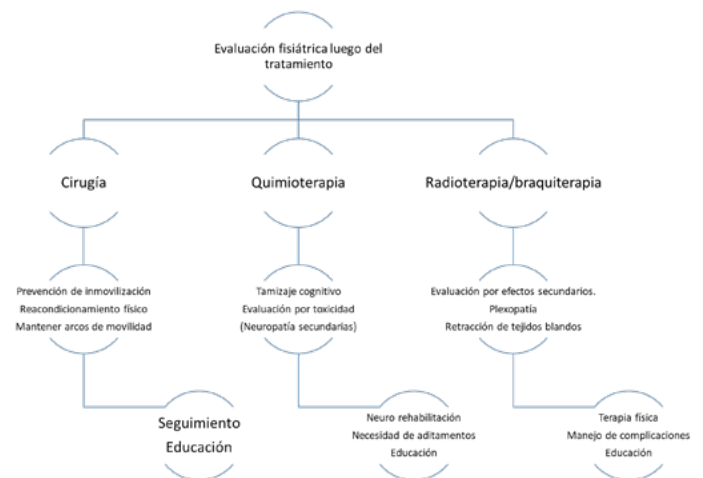 Evaluación fisiátrica luego del
tratamiento
Cirugía
Quimioterapia
Radioterapia/braquiterapia
Prevención de inmovilización
Reacondicionamiento físico
Mantener arcos de movilidad
Tamizaje cognitivo
Evaluación por toxicidad
(Neuropatía secundarias)
Evaluación por efectos secundarios.
Plexopatía
Retracción de tejidos blandos
Seguimiento
Educación
Neuro rehabilitación
Necesidad de aditamentos
Educación
Terapia física
Manejo de complicaciones
Educación